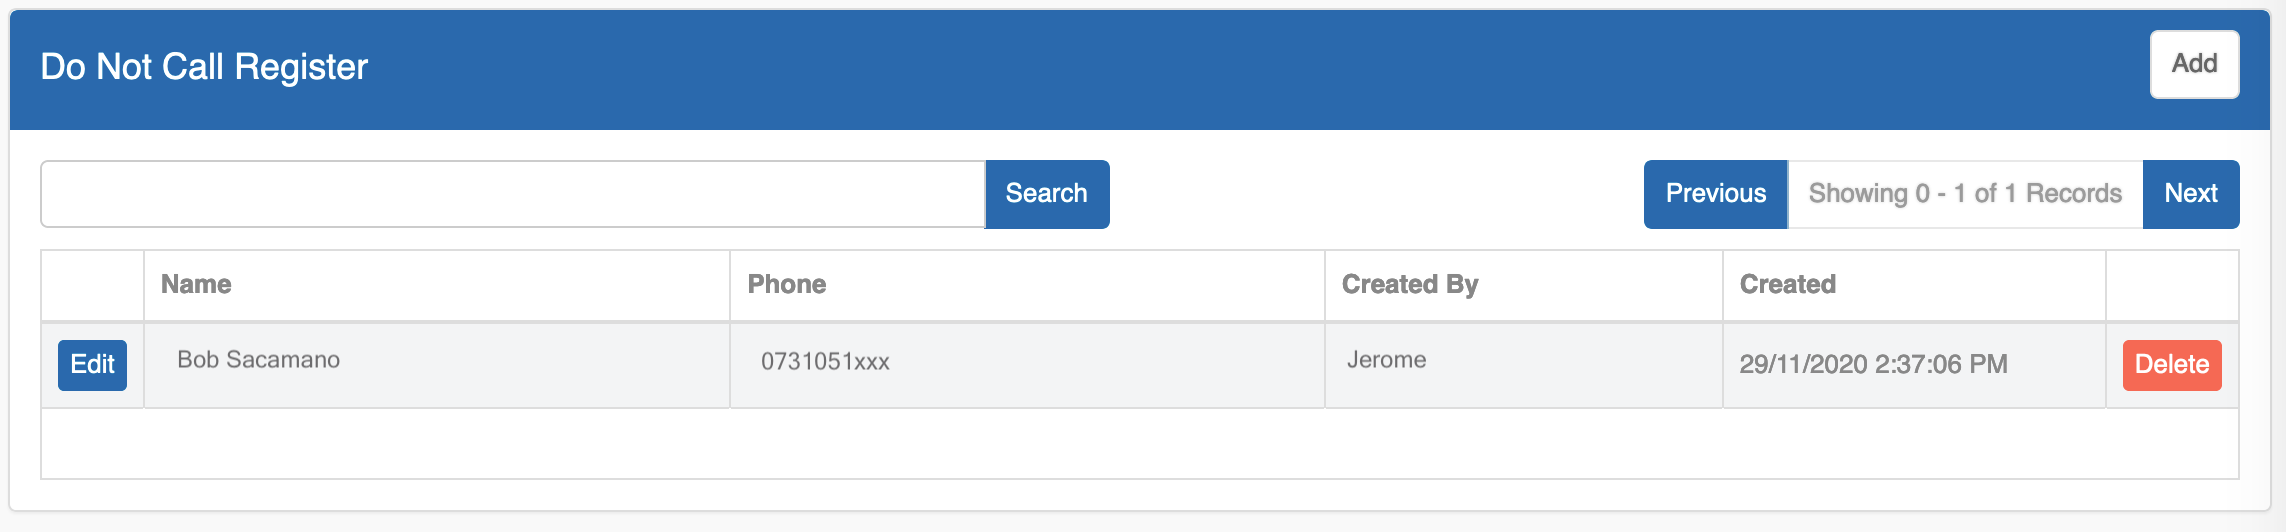 Do Not Call Register Add
Search Previous Showing 0 - 1 of 1 Records Next
Name Phone Created By Created
Edit Bob Sacamano 0731051xxx Jerome 29/11/2020 2:37:06 PM Delete